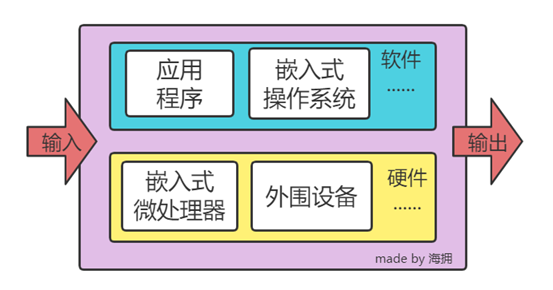 应用
程序
嵌入式
操作系统
软件
......
输入
输出
嵌入式
微处理器
外围设备
硬件
......
made by 海拥